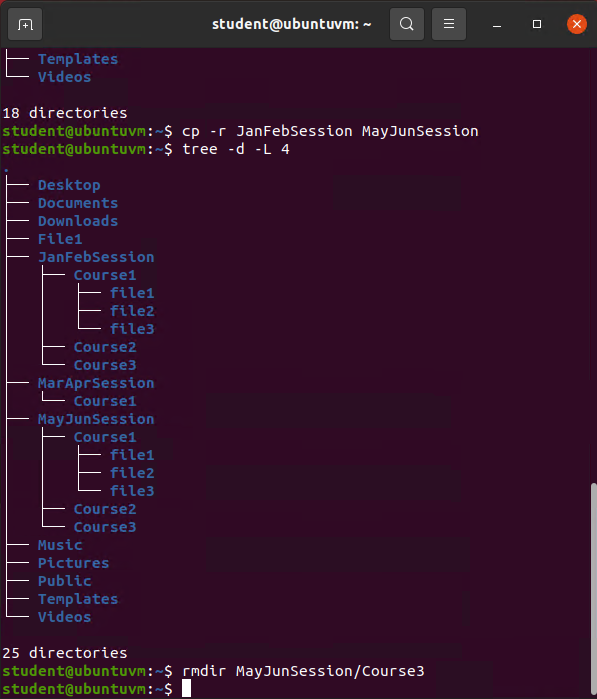 student@ubuntuvm: ~
├── Templates
└── Videos
18 directories
student@ubuntuvm:~$ cp -r JanFebSession MayJunSession
student@ubuntuvm:~$ tree -d -L 4
.
├── Desktop
├── Documents
├── Downloads
├── File1
├── JanFebSession
│   ├── Course1
│   │   ├── file1
│   │   ├── file2
│   │   └── file3
│   ├── Course2
│   └── Course3
├── MarAprSession
│   └── Course1
├── MayJunSession
│   ├── Course1
│   │   ├── file1
│   │   ├── file2
│   │   └── file3
│   ├── Course2
│   └── Course3
├── Music
├── Pictures
├── Public
├── Templates
└── Videos
25 directories
student@ubuntuvm:~$ rmdir MayJunSession/Course3
student@ubuntuvm:~$